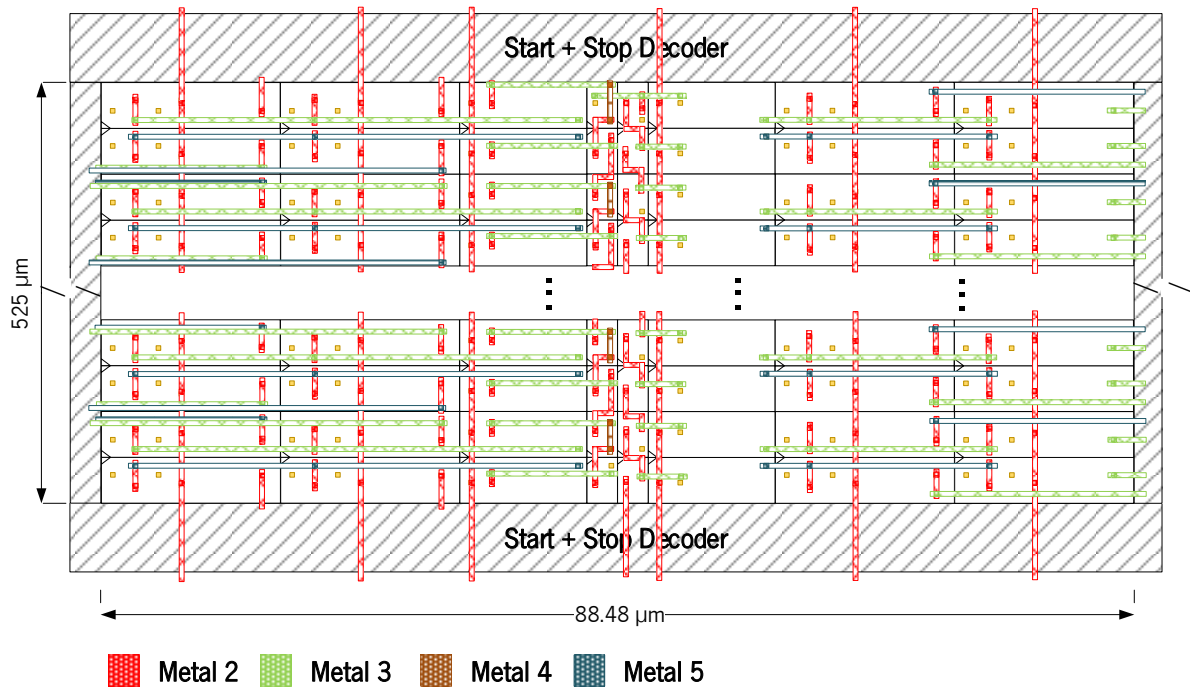 Start + Stop Decoder
525 µm
Start + Stop Decoder
88.48 µm
Metal 2 Metal 3 Metal 4 Metal 5